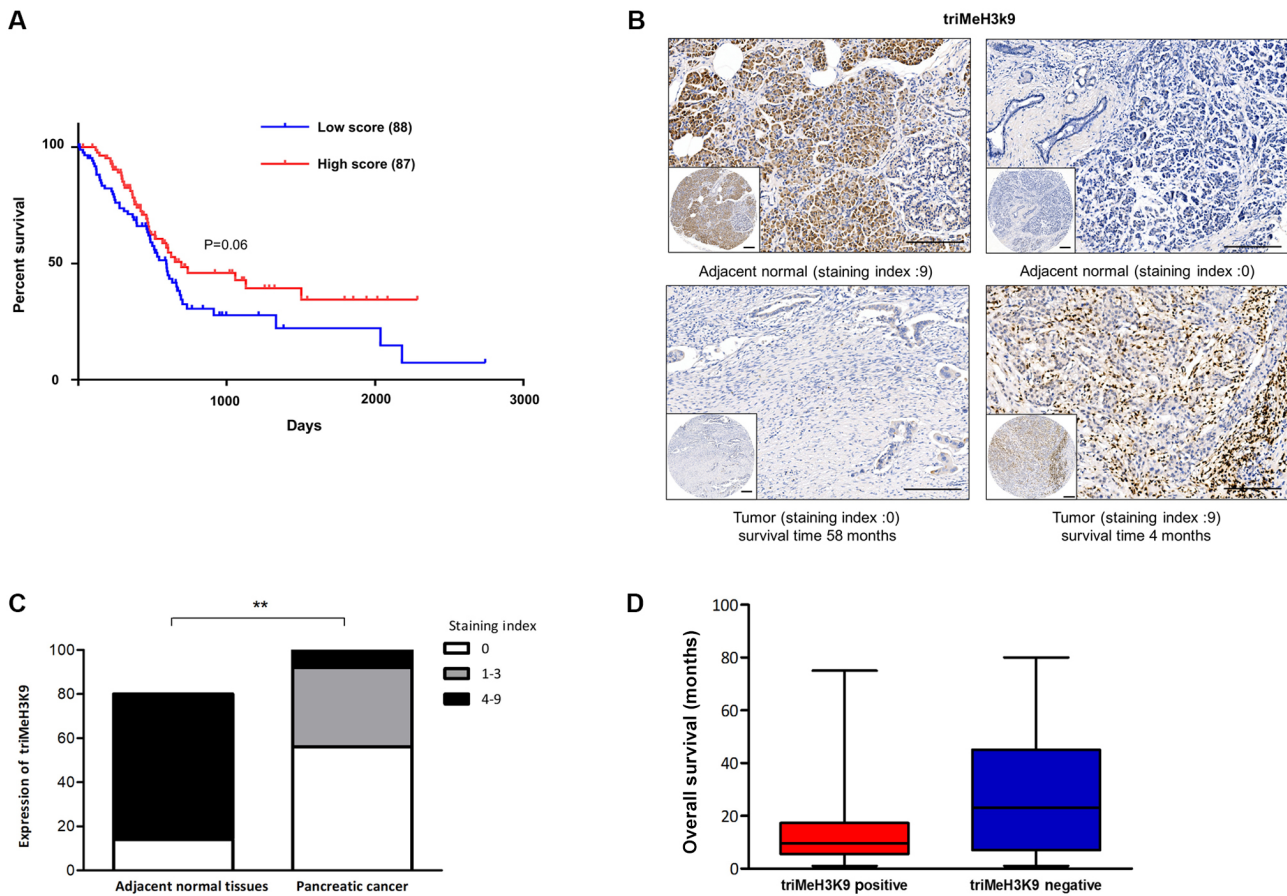 A
Low score (88)
High score (87)
P=0.06
Percent survival
100
50
0
1000
2000
3000
Days
B
triMeH3k9
Adjacent normal (staining index :9)
Adjacent normal (staining index :0)
Tumor (staining index :0)
survival time 58 months
Tumor (staining index :9)
survival time 4 months
C
**
Staining index
0
1-3
4-9
Expression of triMeH3K9
100
80
60
40
20
0
Adjacent normal tissues
Pancreatic cancer
D
Overall survival (months)
100
80
60
40
20
0
triMeH3K9 positive
triMeH3K9 negative